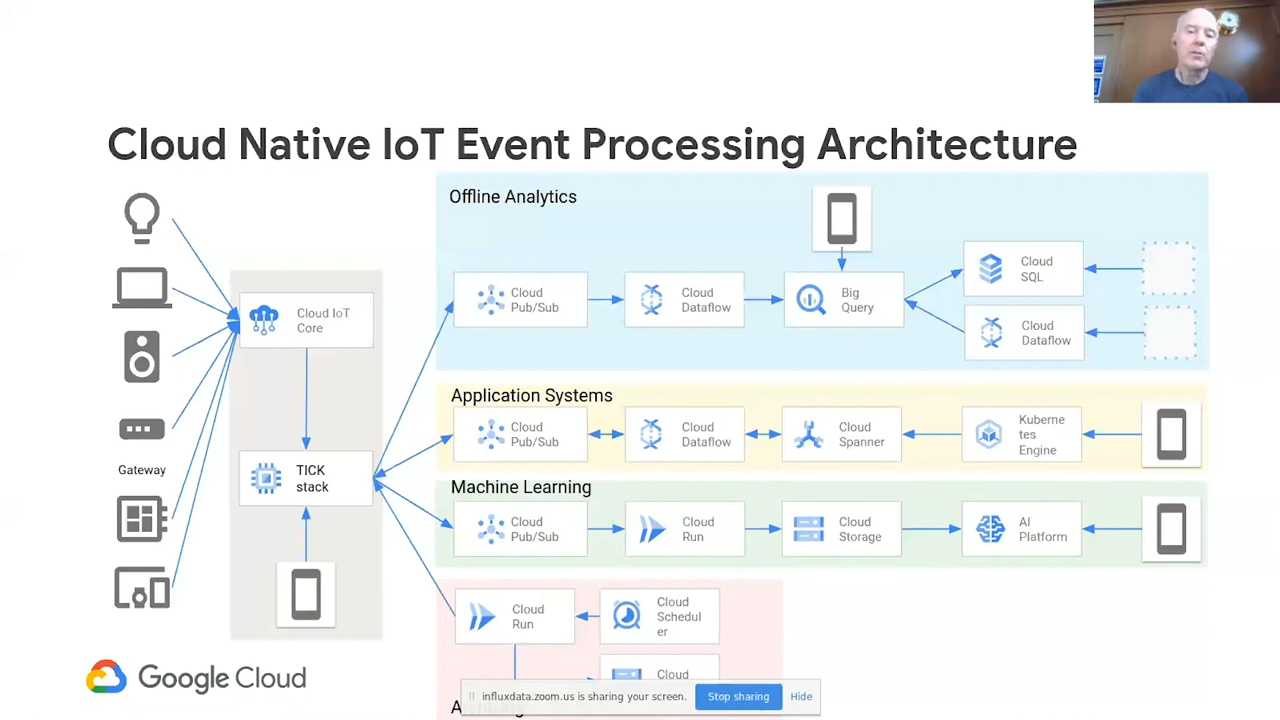 Cloud Native IoT Event Processing Architecture
Offline Analytics
Cloud IoT
Core
Cloud
Pub/Sub
Cloud
Dataflow
Big
Query
Cloud
SQL
Cloud
Dataflow
Application Systems
Cloud
Pub/Sub
Cloud
Dataflow
Cloud
Spanner
Kuberne
tes
Engine
Gateway
TICK
stack
Machine Learning
Cloud
Pub/Sub
Cloud
Run
Cloud
Storage
AI
Platform
Cloud
Run
Cloud
Schedul
er
Cloud
Google Cloud
influxdata.zoom.us is sharing your screen.
Stop sharing
Hide